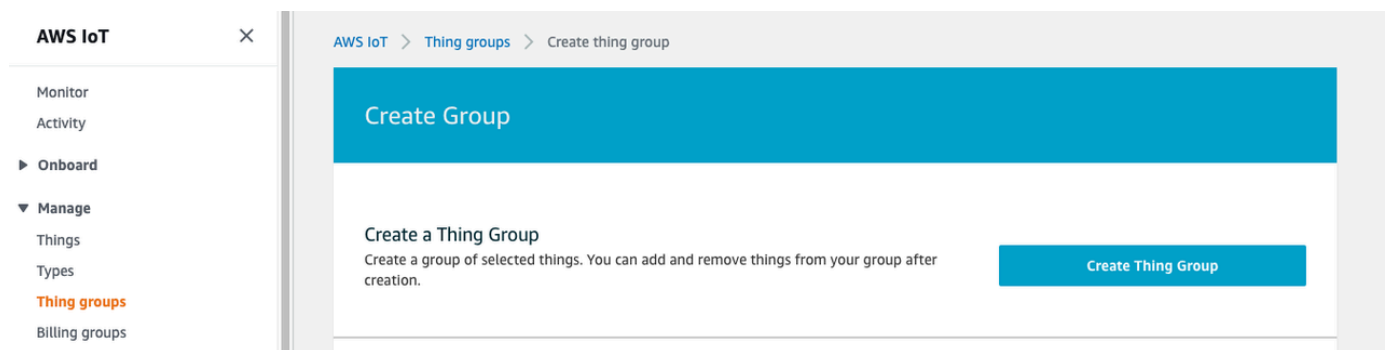 AWS IoT
Monitor
Activity
Onboard
Manage
Things
Types
Thing groups
Billing groups
AWS IoT > Thing groups > Create thing group
Create Group
Create a Thing Group
Create a group of selected things. You can add and remove things from your group after
creation.
Create Thing Group